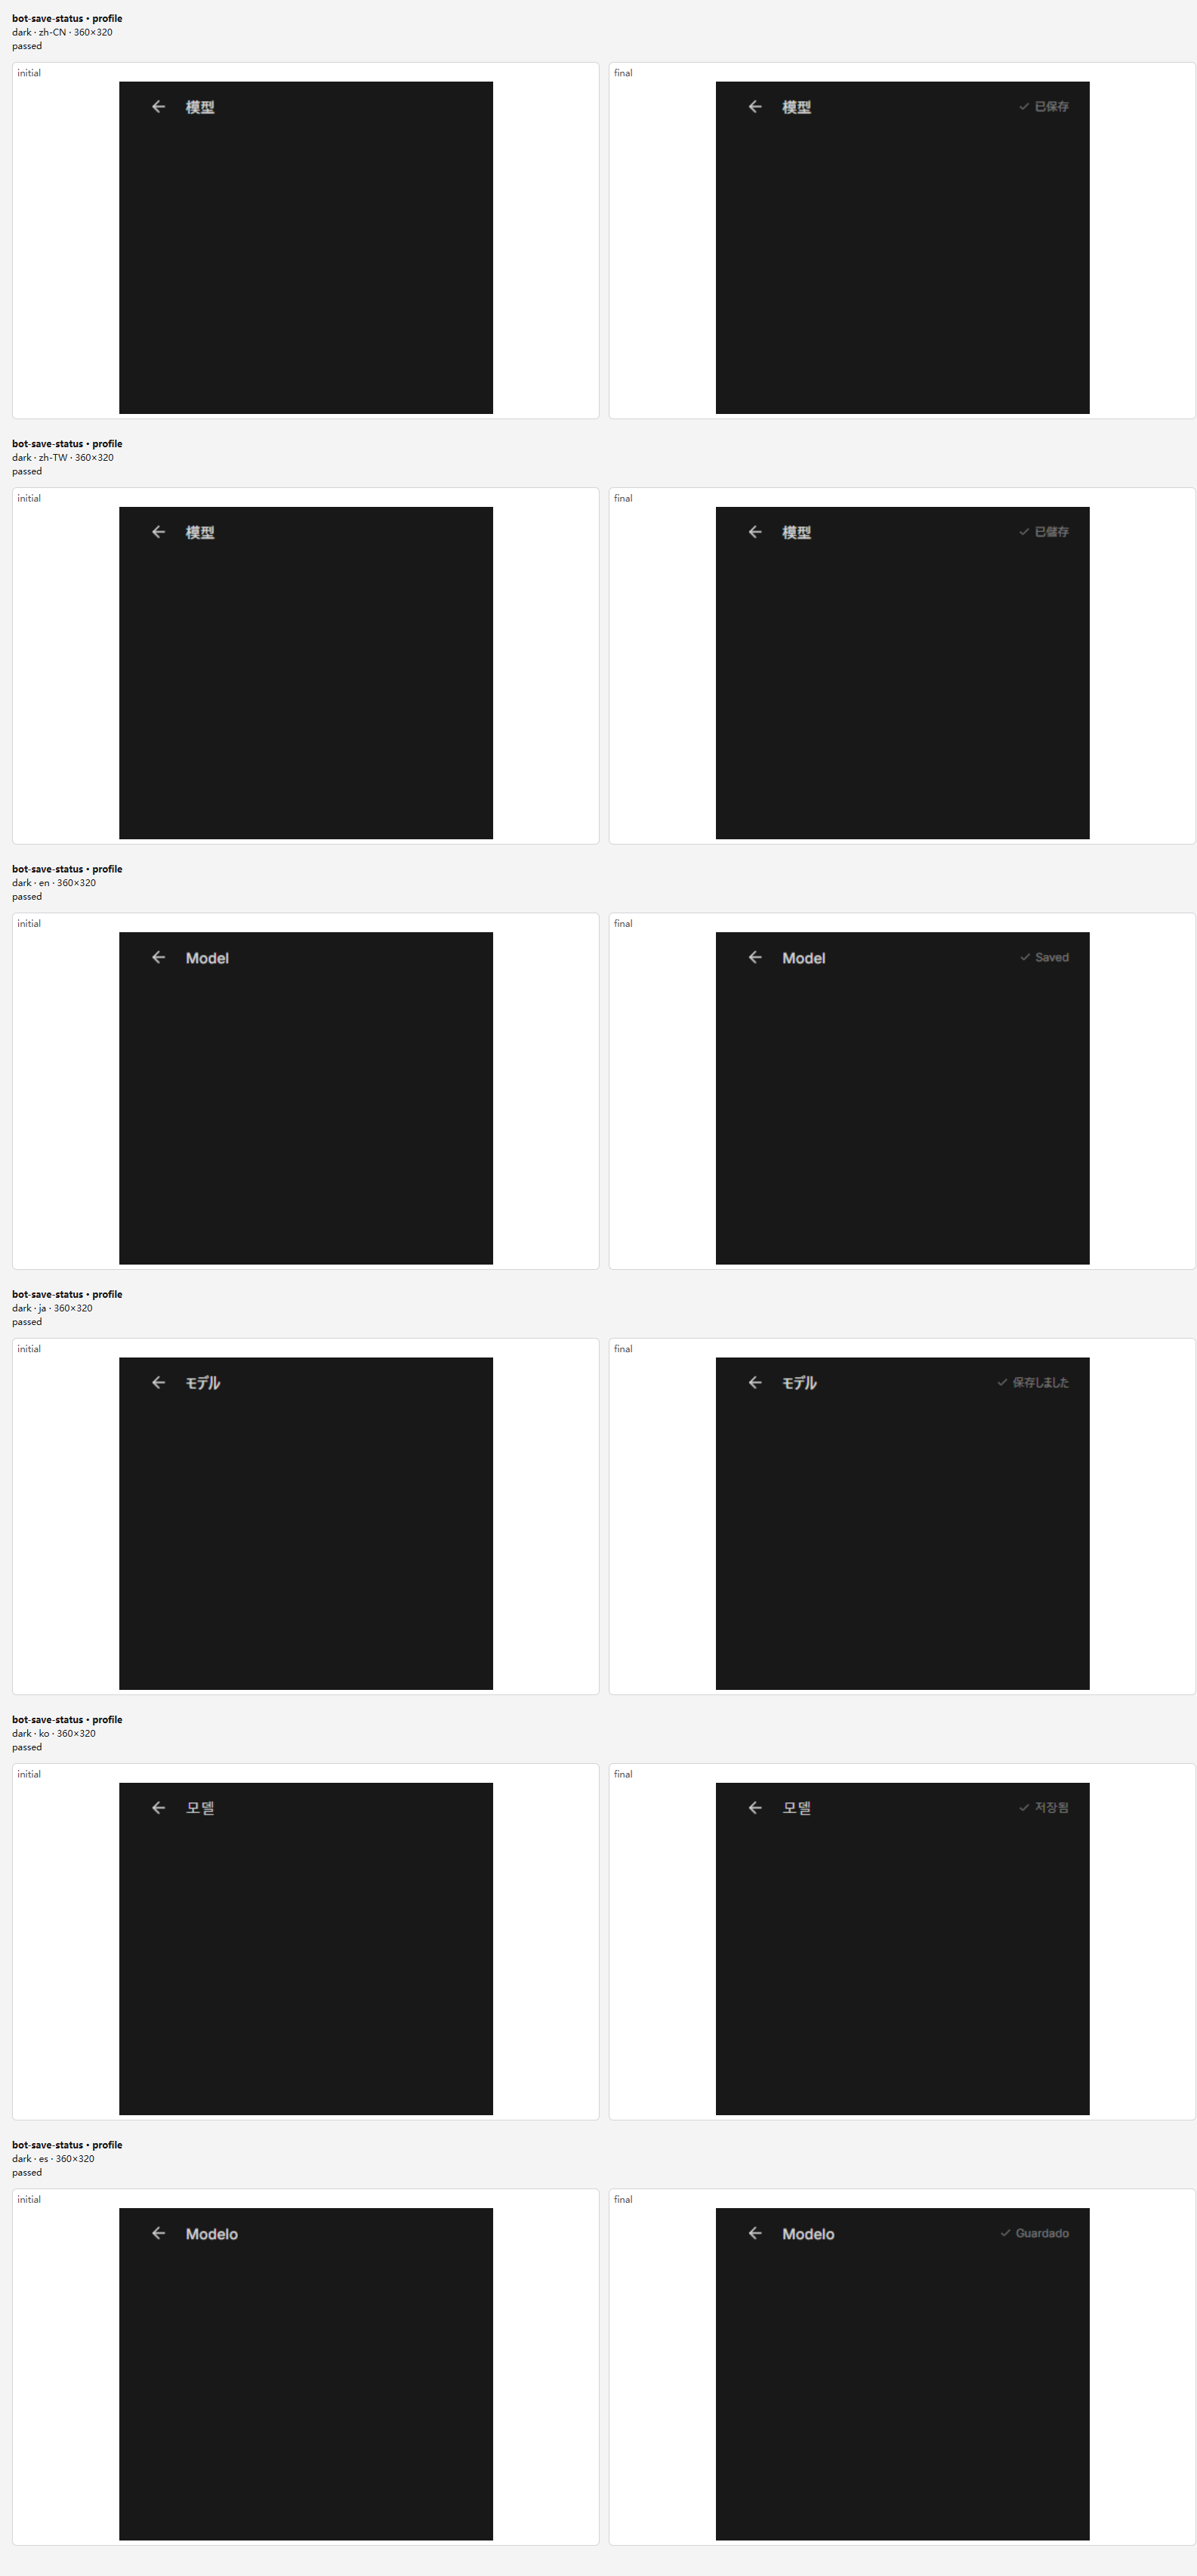 bot-save-status • profile
dark · zh-CN · 360×320
passed
initial
模型
final
模型
已保存
bot-save-status • profile
dark · zh-TW · 360×320
passed
initial
模型
final
模型
已儲存
bot-save-status • profile
dark · en · 360×320
passed
initial
Model
final
Model
Saved
bot-save-status • profile
dark · ja · 360×320
passed
initial
モデル
final
モデル
保存しました
bot-save-status • profile
dark · ko · 360×320
passed
initial
모델
final
모델
저장됨
bot-save-status • profile
dark · es · 360×320
passed
initial
Modelo
final
Modelo
Guardado